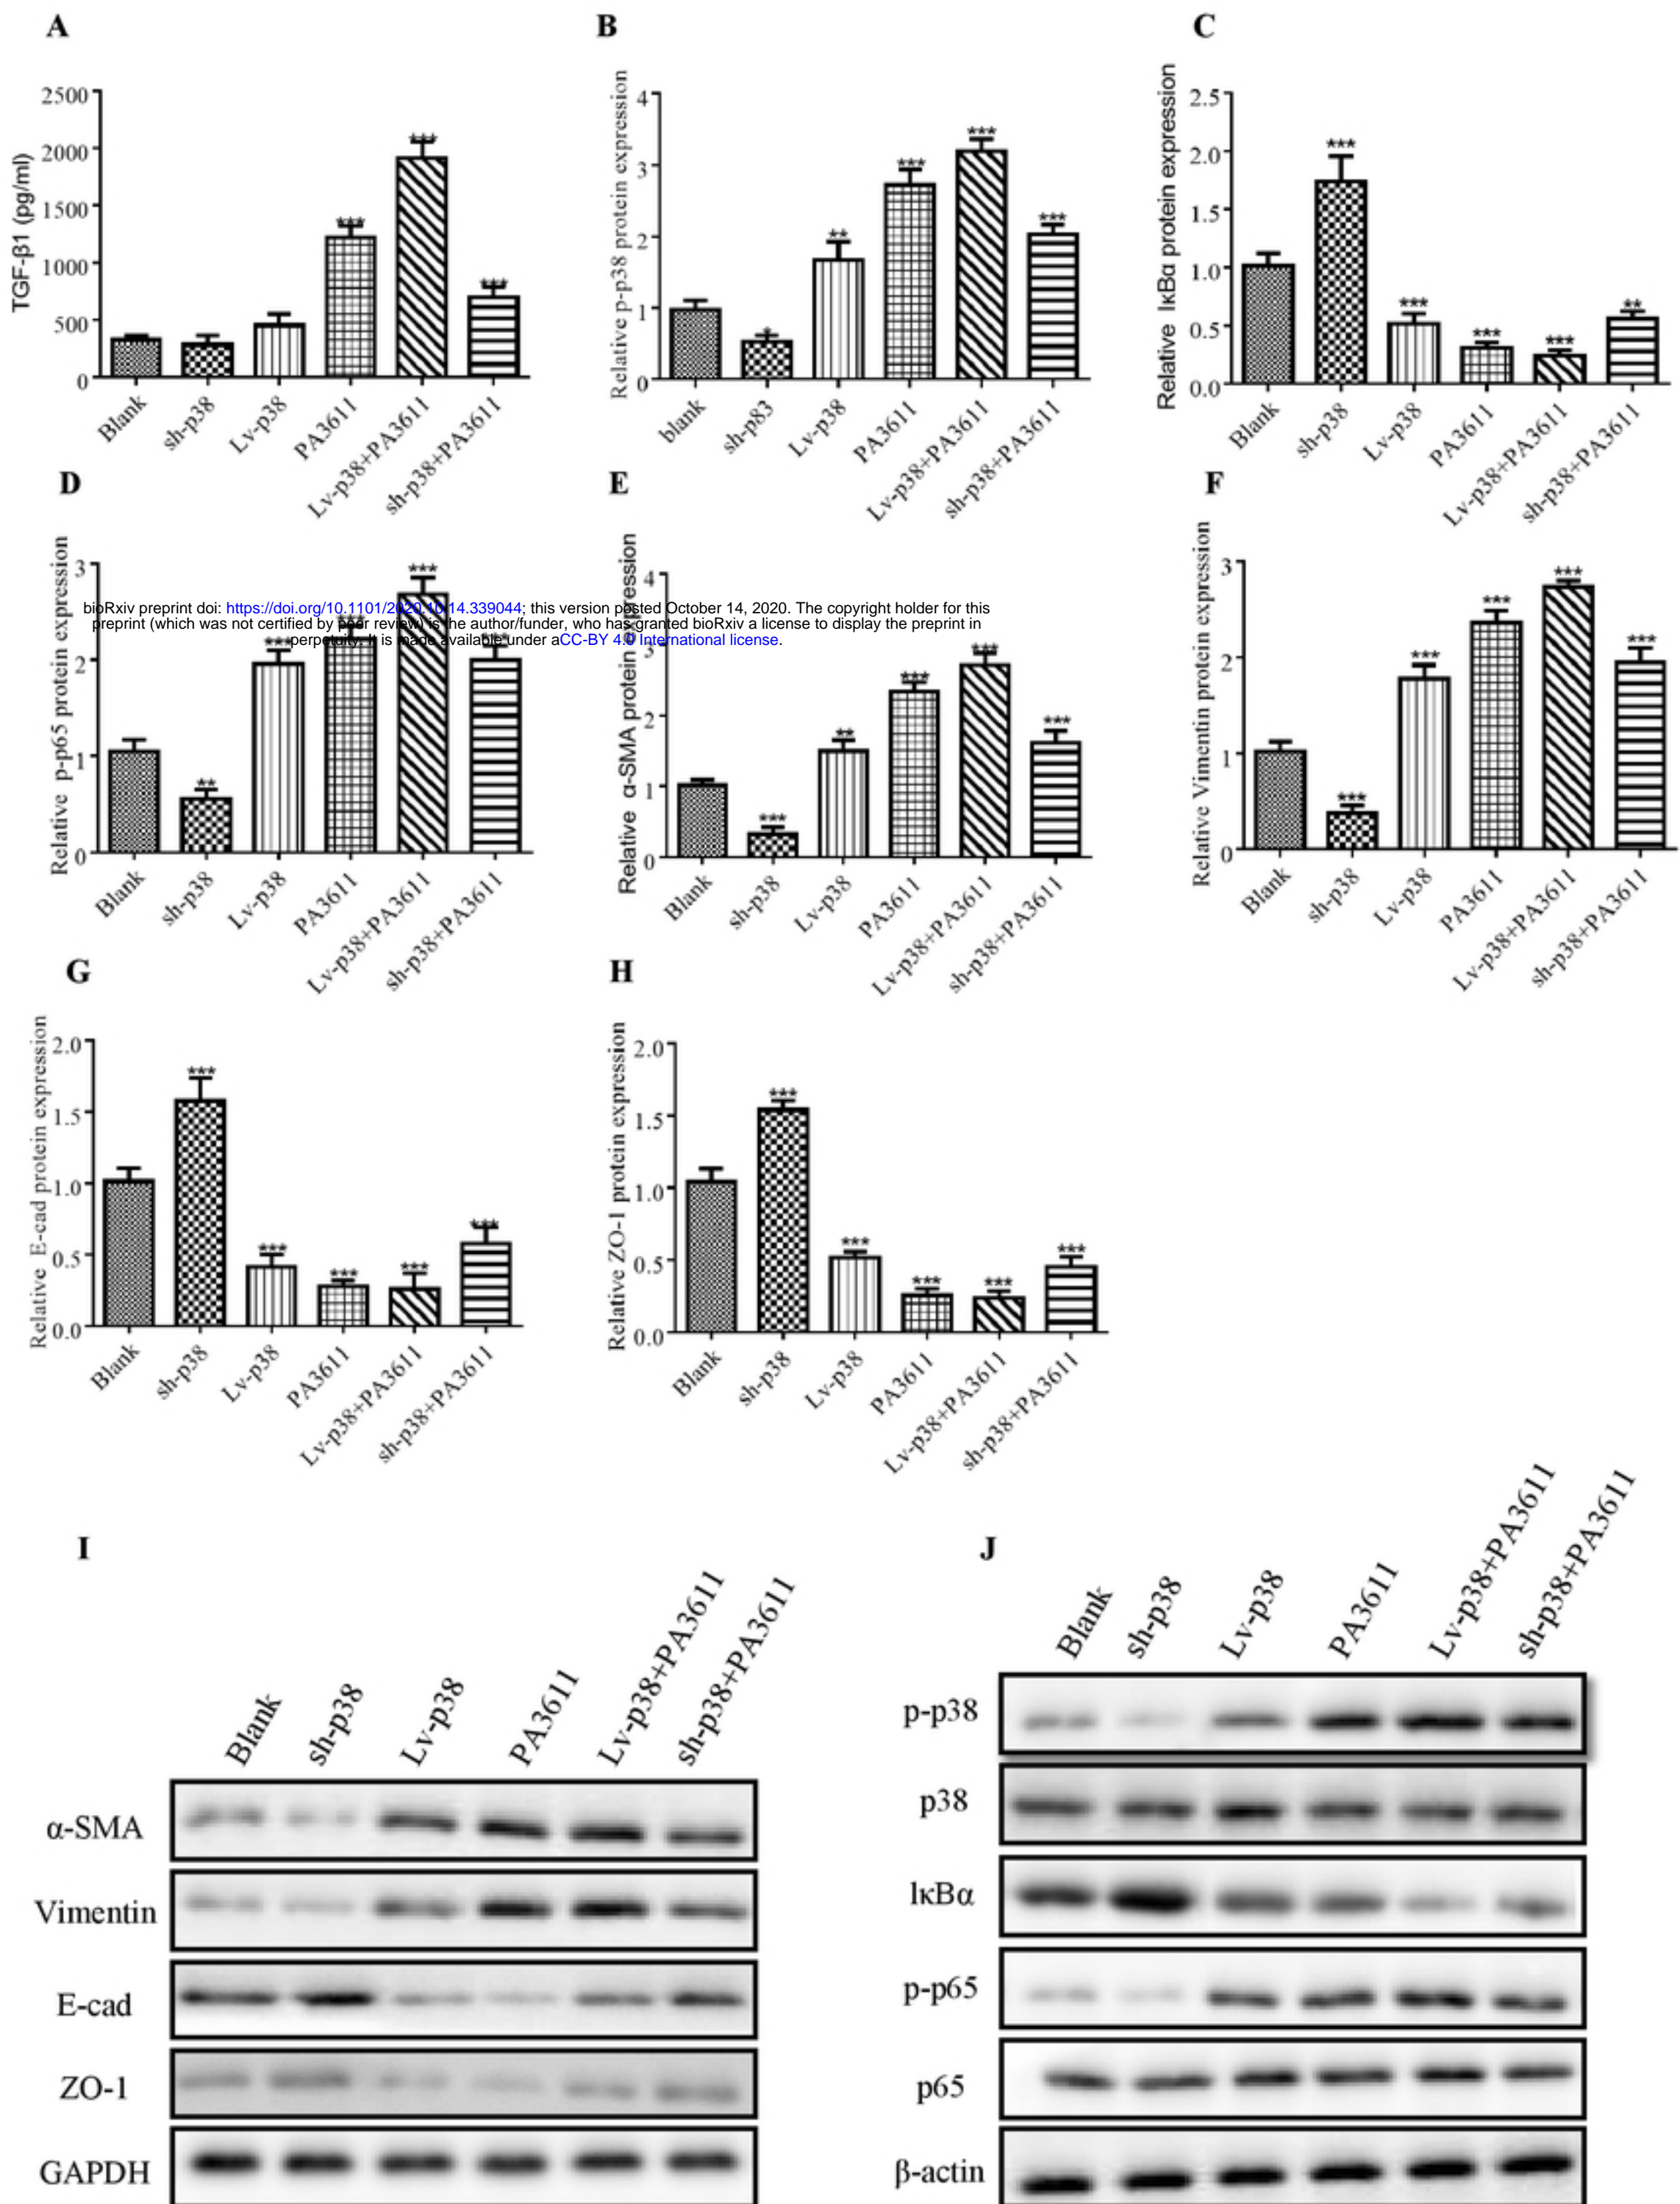 A
TGF-β1 (pg/ml)
2500
2000
1500
1000
500
0
***
***
***
Blank
sh-p38
Lv-p38
PA3611
Lv-p38+PA3611
sh-p38+PA3611
B
Relative p-p38 protein expression
4
3
2
1
0
*
**
***
***
***
blank
sh-p83
Lv-p38
PA3611
Lv-p38+PA3611
sh-p38+PA3611
C
Relative IκBα protein expression
2.5
2.0
1.5
1.0
0.5
0.0
***
***
***
***
**
Blank
sh-p38
Lv-p38
PA3611
Lv-p38+PA3611
sh-p38+PA3611
D
Relative p-p65 protein expression
3
2
1
0
**
***
***
***
***
Blank
sh-p38
Lv-p38
PA3611
Lv-p38+PA3611
sh-p38+PA3611
bioRxiv preprint doi: https://doi.org/10.1101/2020.10.14.339044; this version posted October 14, 2020. The copyright holder for this
preprint (which was not certified by peer review) is the author/funder, who has granted bioRxiv a license to display the preprint in
perpetuity. It is made available under aCC-BY 4.0 International license.
E
Relative α-SMA protein expression
4
3
2
1
0
***
**
***
***
***
Blank
sh-p38
Lv-p38
PA3611
Lv-p38+PA3611
sh-p38+PA3611
F
Relative Vimentin protein expression
3
2
1
0
***
***
***
***
***
Blank
sh-p38
Lv-p38
PA3611
Lv-p38+PA3611
sh-p38+PA3611
G
Relative E-cad protein expression
2.0
1.5
1.0
0.5
0.0
***
***
***
***
***
Blank
sh-p38
Lv-p38
PA3611
Lv-p38+PA3611
sh-p38+PA3611
H
Relative ZO-1 protein expression
2.0
1.5
1.0
0.5
0.0
***
***
***
***
***
Blank
sh-p38
Lv-p38
PA3611
Lv-p38+PA3611
sh-p38+PA3611
I
Blank
sh-p38
Lv-p38
PA3611
Lv-p38+PA3611
sh-p38+PA3611
α-SMA
Vimentin
E-cad
ZO-1
GAPDH
J
Blank
sh-p38
Lv-p38
PA3611
Lv-p38+PA3611
sh-p38+PA3611
p-p38
p38
IκBα
p-p65
p65
β-actin